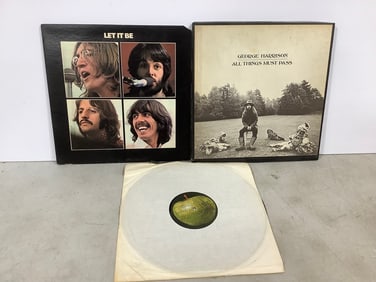 LET IT BE
GEORGE HARRISON
ALL THINGS MUST PASS